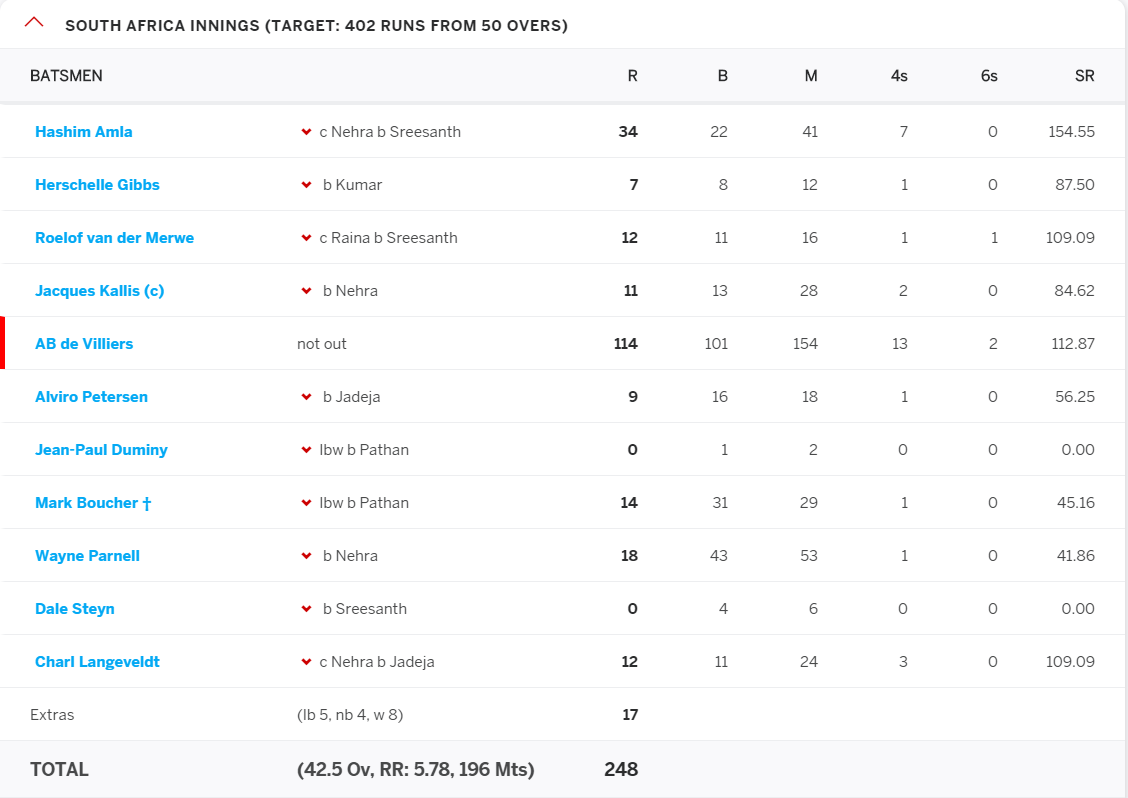 SOUTH AFRICA INNINGS (TARGET: 402 RUNS FROM 50 OVERS)
BATSMEN R B M 4s 6s SR
Hashim Amla c Nehra b Sreesanth 34 22 41 7 0 154.55
Herschelle Gibbs b Kumar 7 8 12 1 0 87.50
Roelof van der Merwe c Raina b Sreesanth 12 11 16 1 1 109.09
Jacques Kallis (c) b Nehra 11 13 28 2 0 84.62
AB de Villiers not out 114 101 154 13 2 112.87
Alviro Petersen b Jadeja 9 16 18 1 0 56.25
Jean-Paul Duminy lbw b Pathan 0 1 2 0 0 0.00
Mark Boucher † lbw b Pathan 14 31 29 1 0 45.16
Wayne Parnell b Nehra 18 43 53 1 0 41.86
Dale Steyn b Sreesanth 0 4 6 0 0 0.00
Charl Langeveldt c Nehra b Jadeja 12 11 24 3 0 109.09
Extras (lb 5, nb 4, w 8) 17
TOTAL (42.5 Ov, RR: 5.78, 196 Mts) 248